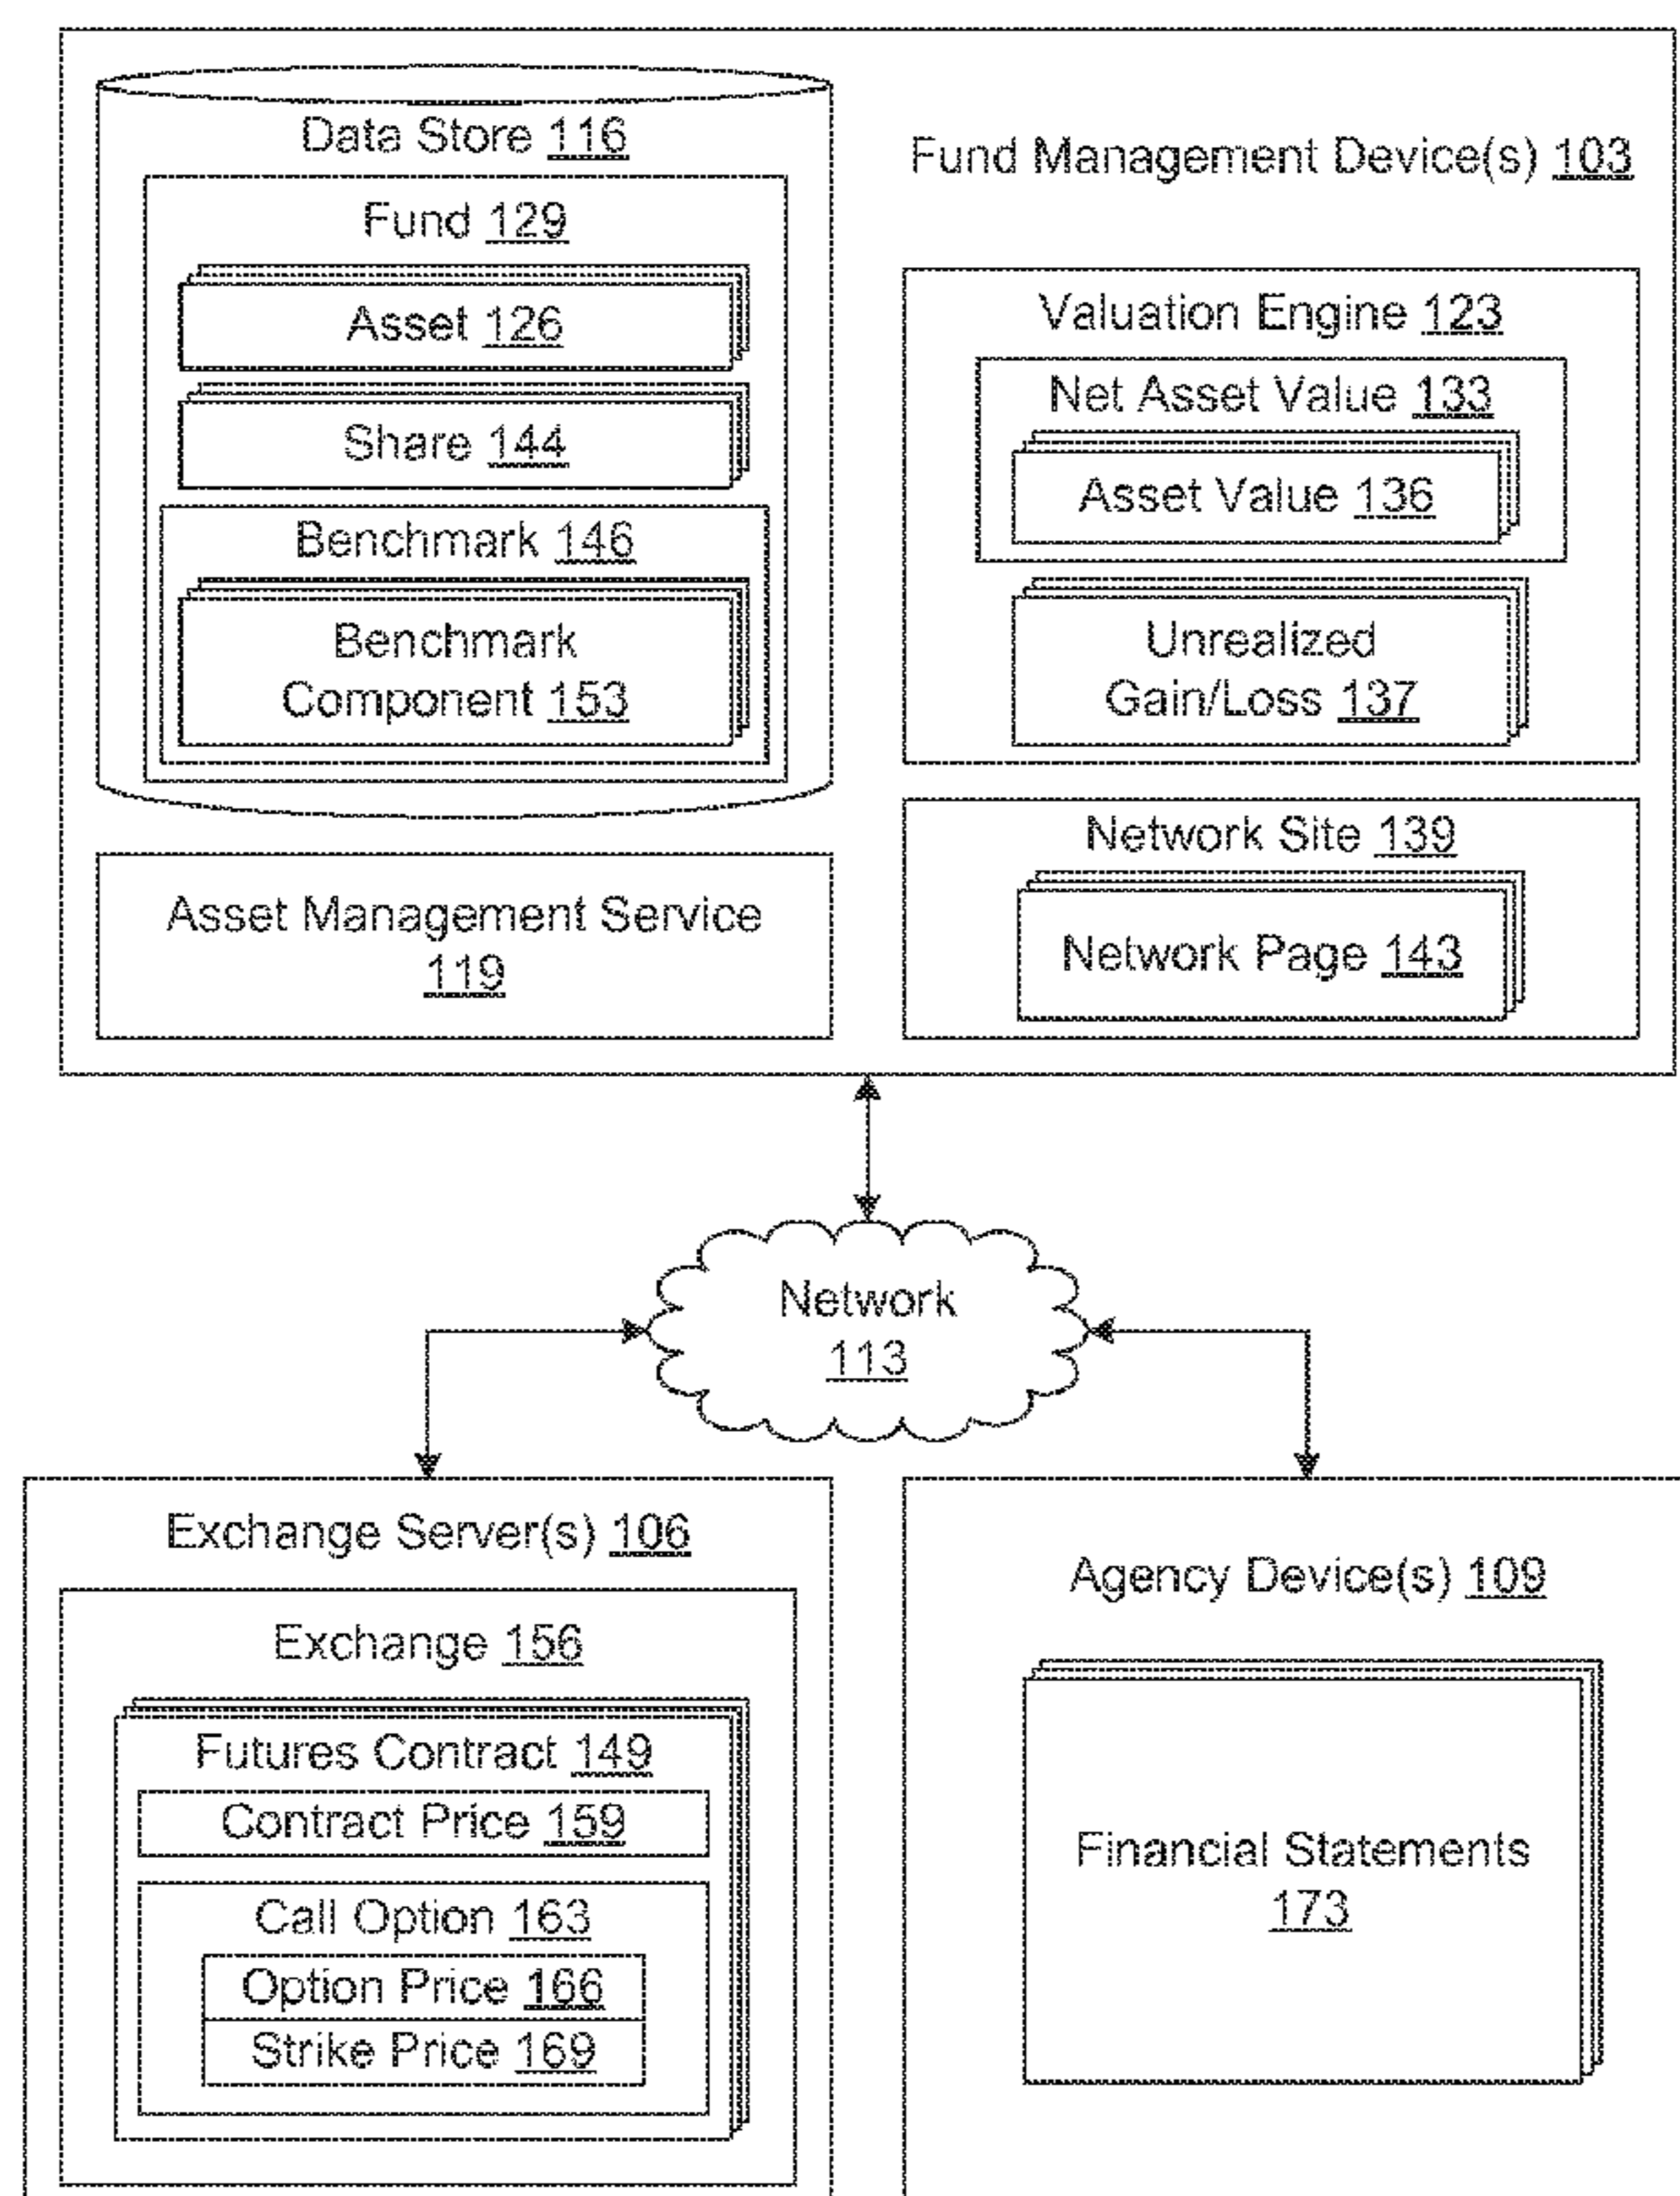 Data Store 116
Fund 129
Asset 126
Share 144
Benchmark 146
Benchmark
Component 153
Asset Management Service
119
Fund Management Device(s) 103
Valuation Engine 123
Net Asset Value 133
Asset Value 136
Unrealized
Gain/Loss 137
Network Site 139
Network Page 143
Network
113
Exchange Server(s) 106
Exchange 156
Futures Contract 149
Contract Price 159
Call Option 163
Option Price 166
Strike Price 169
Agency Device(s) 109
Financial Statements
173